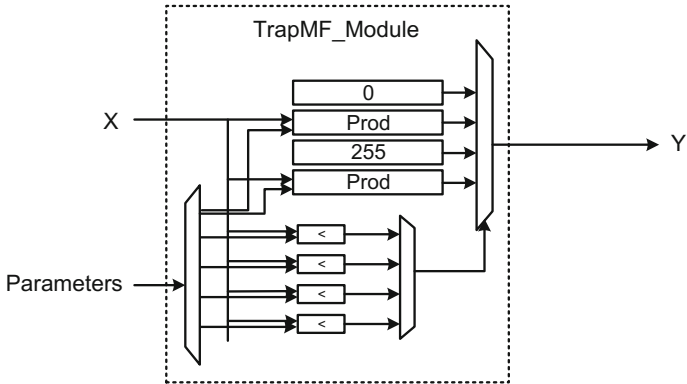 TrapMF_Module
0
X
Prod
255
Y
Prod
<
<
Parameters
<
<